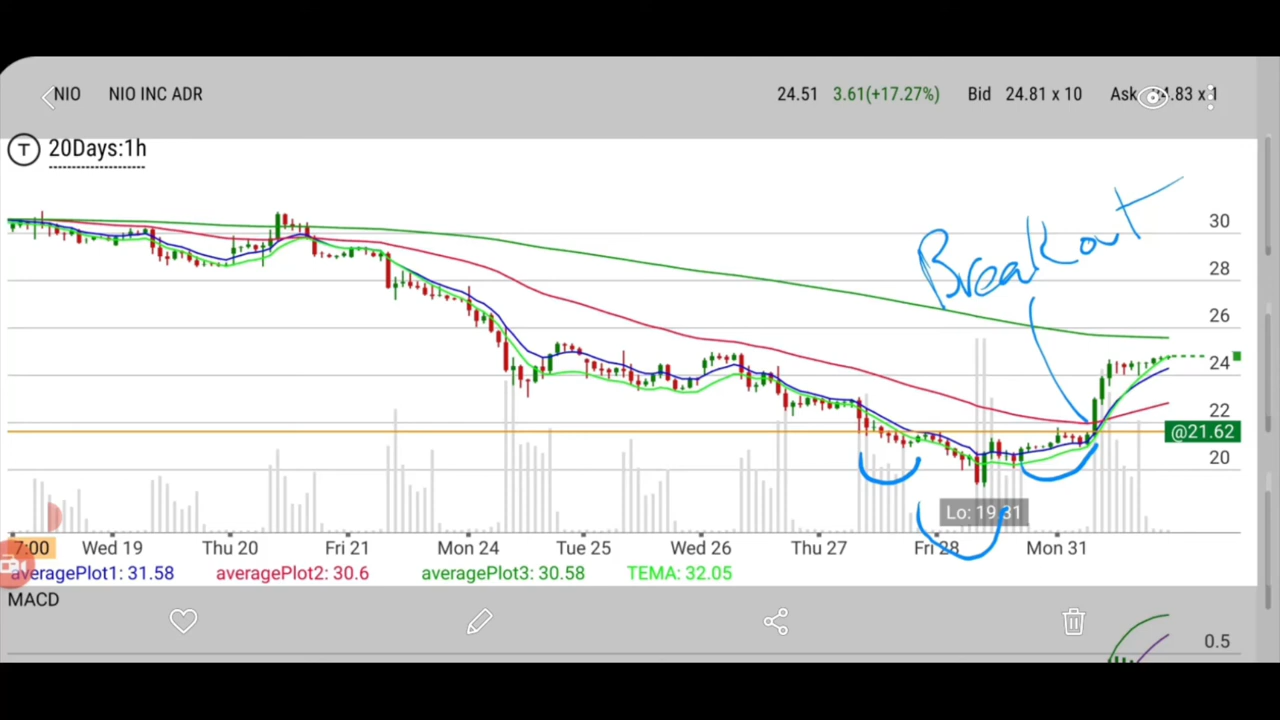 NIO NIO INC ADR 24.51 3.61(+17.27%) Bid 24.81 x 10 Ask
T 20Days:1h
Breakout
30
28
26
24
22
@21.62
20
Lo: 19.31
7:00 Wed 19 Thu 20 Fri 21 Mon 24 Tue 25 Wed 26 Thu 27 Fri 28 Mon 31
averagePlot1: 31.58 averagePlot2: 30.6 averagePlot3: 30.58 TEMA: 32.05
MACD
0.5